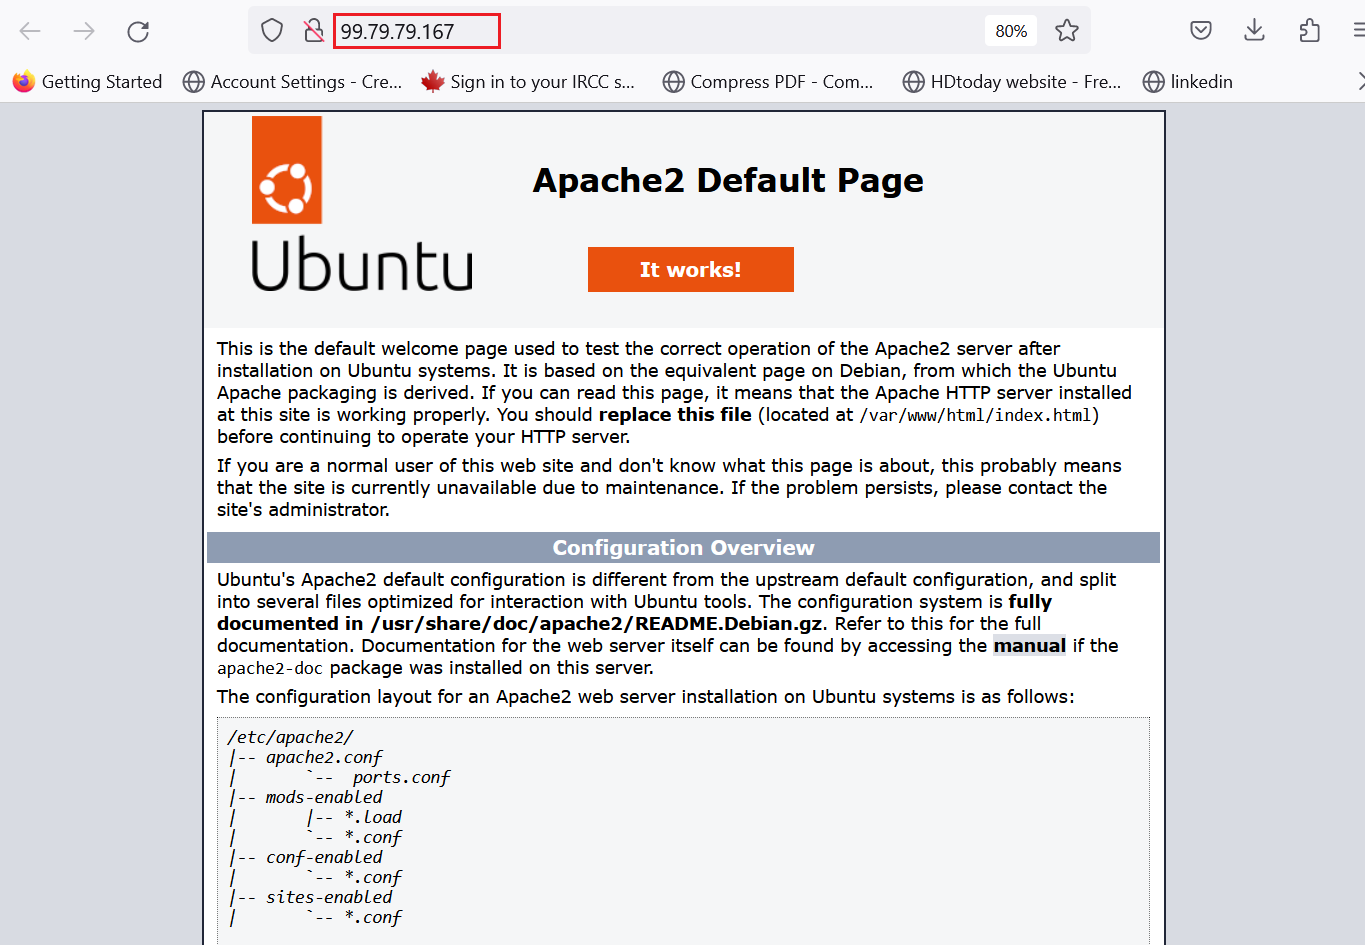 99.79.79.167
80%
Getting Started
Account Settings - Cre...
Sign in to your IRCC s...
Compress PDF - Com...
HDtoday website - Fre...
linkedin
Ubuntu
Apache2 Default Page
It works!
This is the default welcome page used to test the correct operation of the Apache2 server after
installation on Ubuntu systems. It is based on the equivalent page on Debian, from which the Ubuntu
Apache packaging is derived. If you can read this page, it means that the Apache HTTP server installed
at this site is working properly. You should replace this file (located at /var/www/html/index.html)
before continuing to operate your HTTP server.
If you are a normal user of this web site and don't know what this page is about, this probably means
that the site is currently unavailable due to maintenance. If the problem persists, please contact the
site's administrator.
Configuration Overview
Ubuntu's Apache2 default configuration is different from the upstream default configuration, and split
into several files optimized for interaction with Ubuntu tools. The configuration system is fully
documented in /usr/share/doc/apache2/README.Debian.gz. Refer to this for the full
documentation. Documentation for the web server itself can be found by accessing the manual if the
apache2-doc package was installed on this server.
The configuration layout for an Apache2 web server installation on Ubuntu systems is as follows:
/etc/apache2/
|-- apache2.conf
|       `--  ports.conf
|-- mods-enabled
|       |-- *.load
|       `-- *.conf
|-- conf-enabled
|       `-- *.conf
|-- sites-enabled
|       `-- *.conf